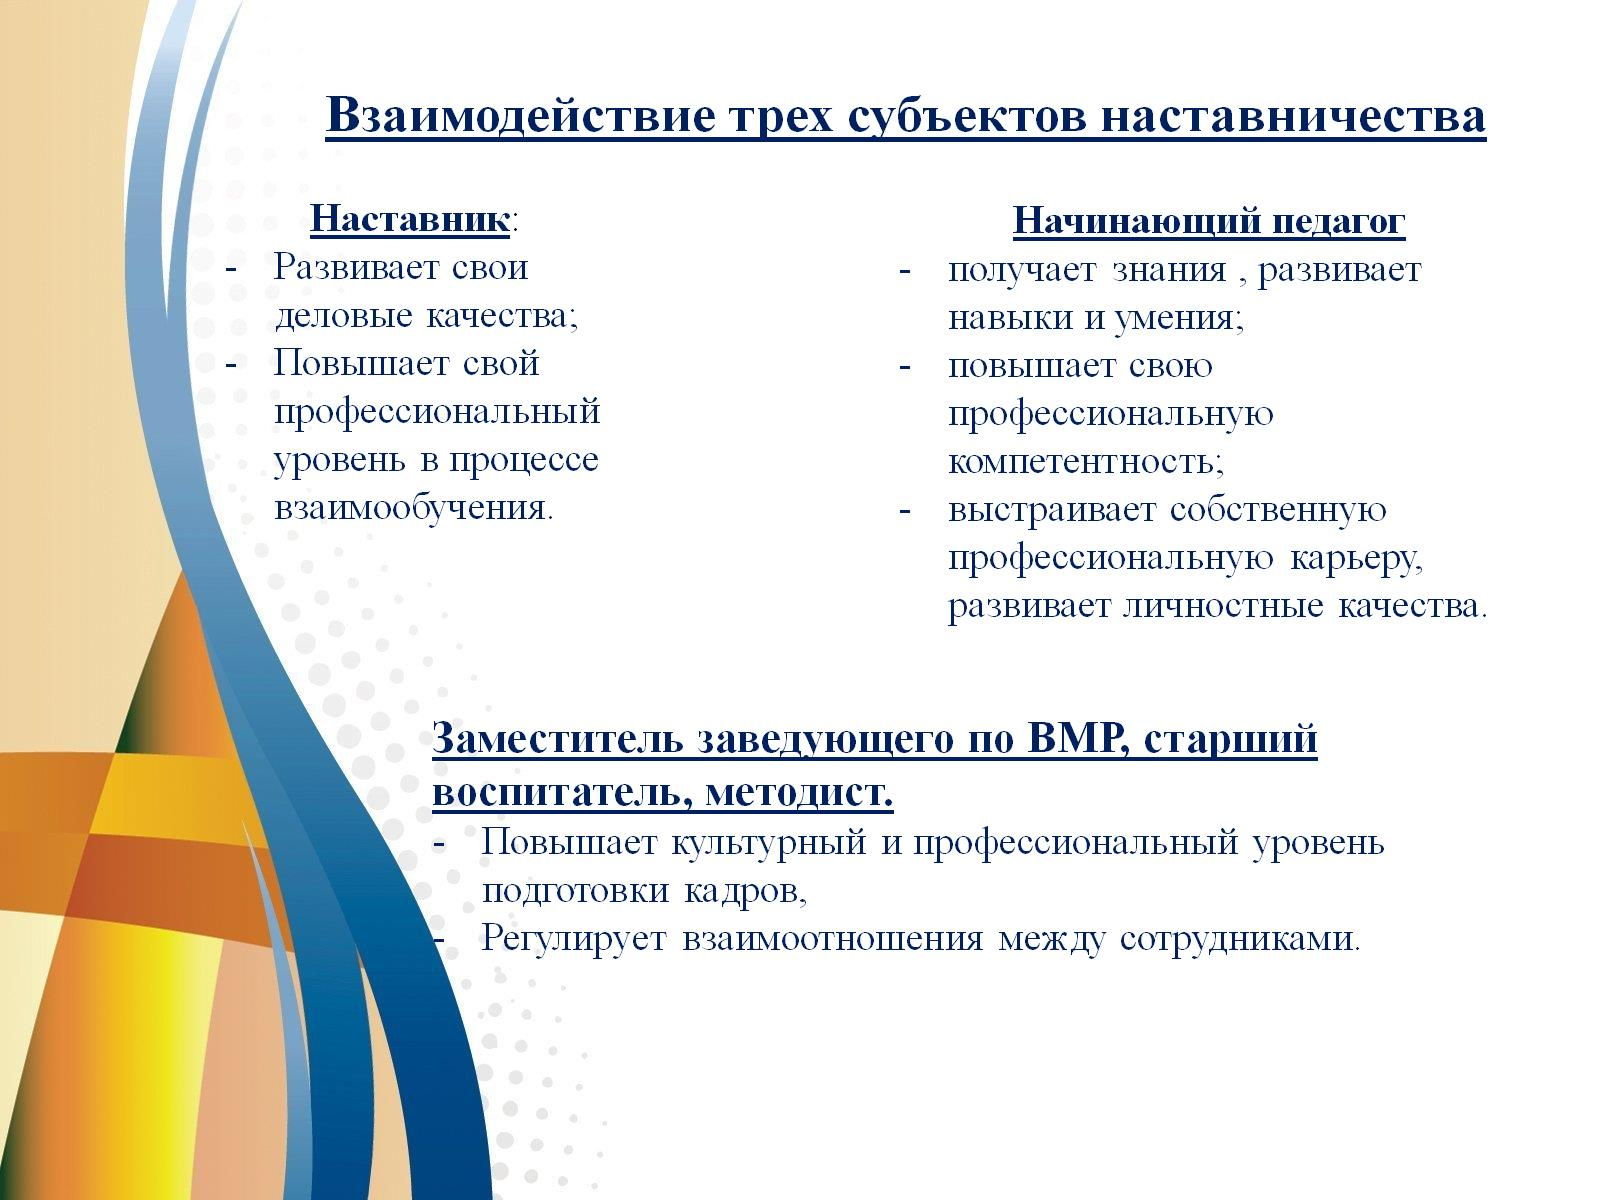 Взаимодействие трех субъектов наставничества
Наставник:
- Развивает свои
деловые качества;
- Повышает свой
профессиональный
уровень в процессе
взаимообучения.
Начинающий педагог
- получает знания , развивает
навыки и умения;
- повышает свою
профессиональную
компетентность;
- выстраивает собственную
профессиональную карьеру,
развивает личностные качества.
Заместитель заведующего по ВМР, старший
воспитатель, методист.
- Повышает культурный и профессиональный уровень
подготовки кадров,
- Регулирует взаимоотношения между сотрудниками.